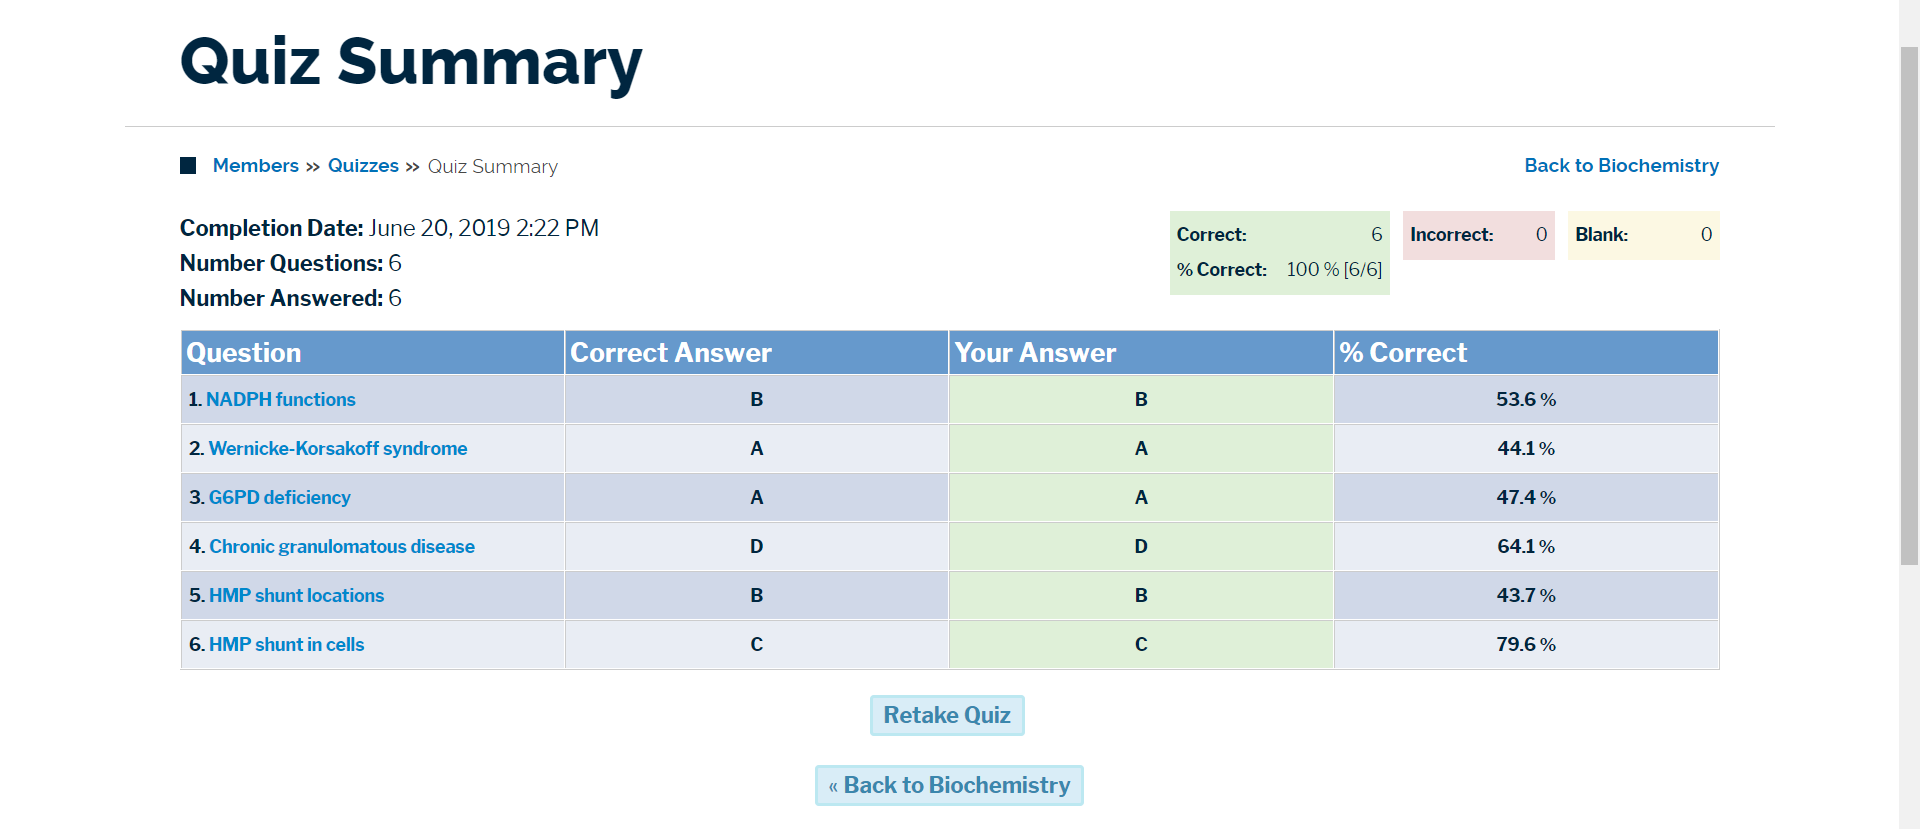 Quiz Summary
Members » Quizzes » Quiz Summary
Back to Biochemistry
Completion Date: June 20, 2019 2:22 PM
Number Questions: 6
Number Answered: 6
Correct: 6
% Correct: 100 % [6/6]
Incorrect: 0
Blank: 0
Question Correct Answer Your Answer % Correct
1. NADPH functions B B 53.6 %
2. Wernicke-Korsakoff syndrome A A 44.1 %
3. G6PD deficiency A A 47.4 %
4. Chronic granulomatous disease D D 64.1 %
5. HMP shunt locations B B 43.7 %
6. HMP shunt in cells C C 79.6 %
Retake Quiz
« Back to Biochemistry